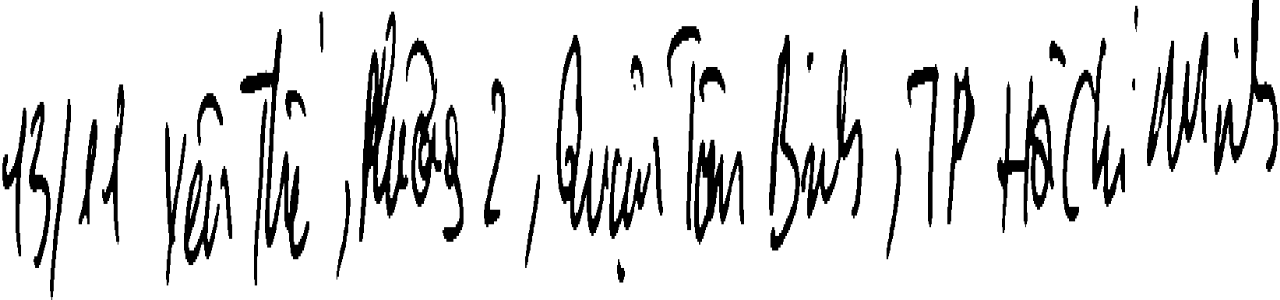 13/11 Yên Thế, Phường 2, Quận Tân Bình, TP Hồ Chí Minh